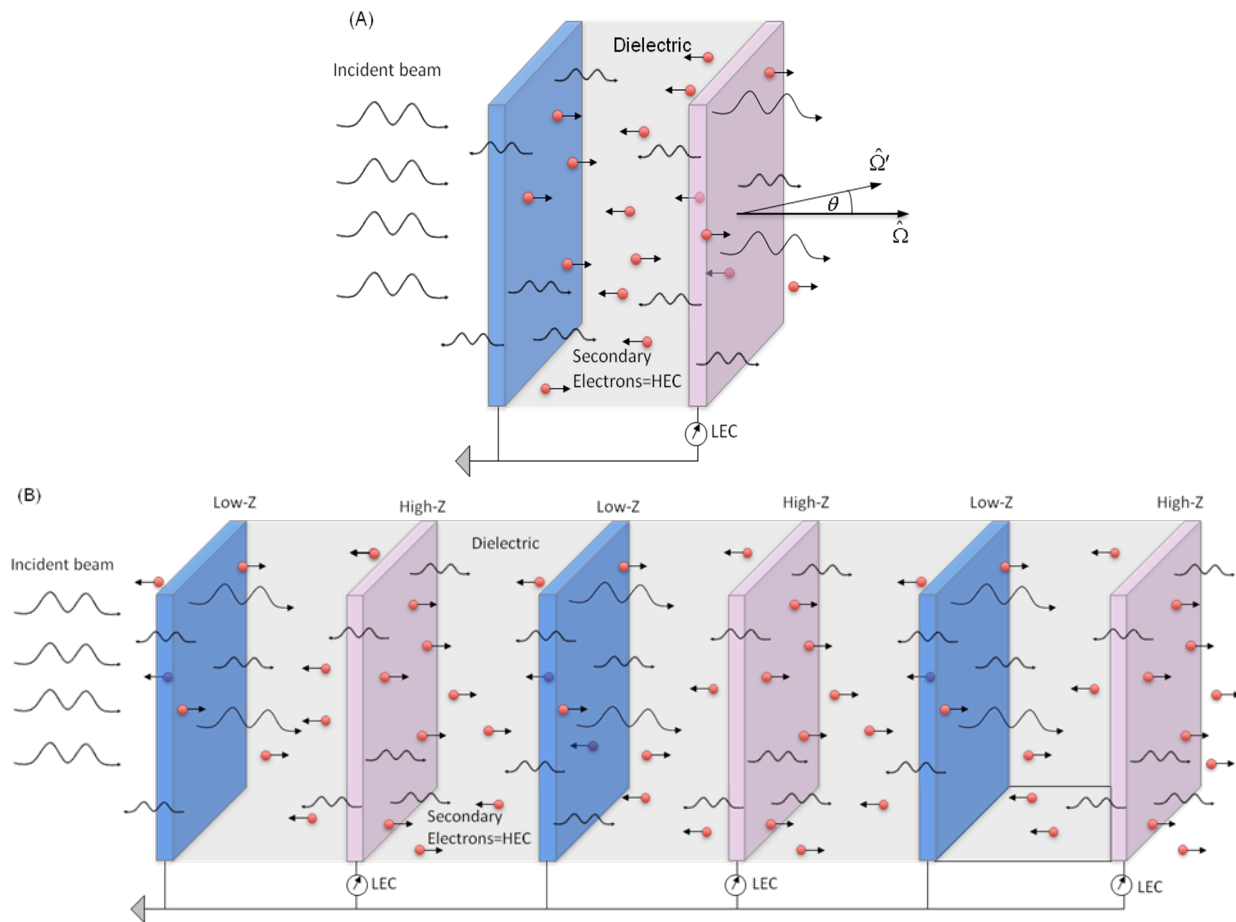 (A)
Dielectric
Incident beam
Ω̂′
θ
Ω̂
Secondary
Electrons=HEC
LEC
(B)
Low-Z
High-Z
Low-Z
High-Z
Low-Z
High-Z
Incident beam
Dielectric
Secondary
Electrons=HEC
LEC
LEC
LEC